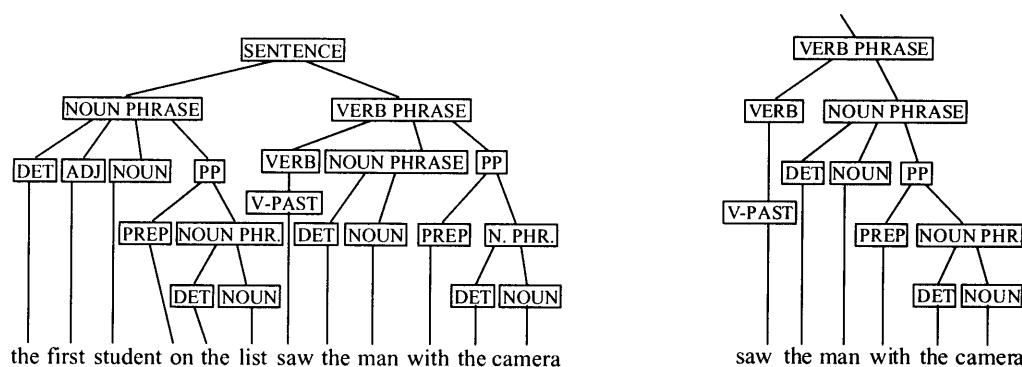 SENTENCE
VERB PHRASE
NOUN PHRASE VERB PHRASE VERB NOUN PHRASE
DET ADJ NOUN PP VERB NOUN PHRASE PP DET NOUN PP
V-PAST V-PAST
PREP NOUN PHR. DET NOUN PREP N. PHR. PREP NOUN PHR.
DET NOUN DET NOUN DET NOUN
the first student on the list saw the man with the camera saw the man with the camera